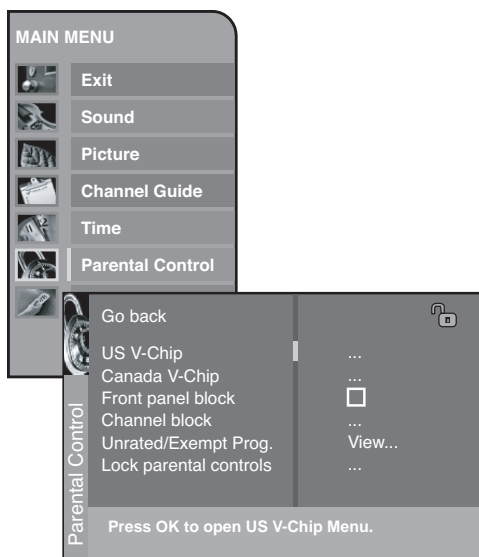 MAIN MENU
Exit
Sound
Picture
Channel Guide
Time
Parental Control
Parental Control
Go back
US V-Chip ...
Canada V-Chip ...
Front panel block
Channel block ...
Unrated/Exempt Prog. View...
Lock parental controls ...
Press OK to open US V-Chip Menu.